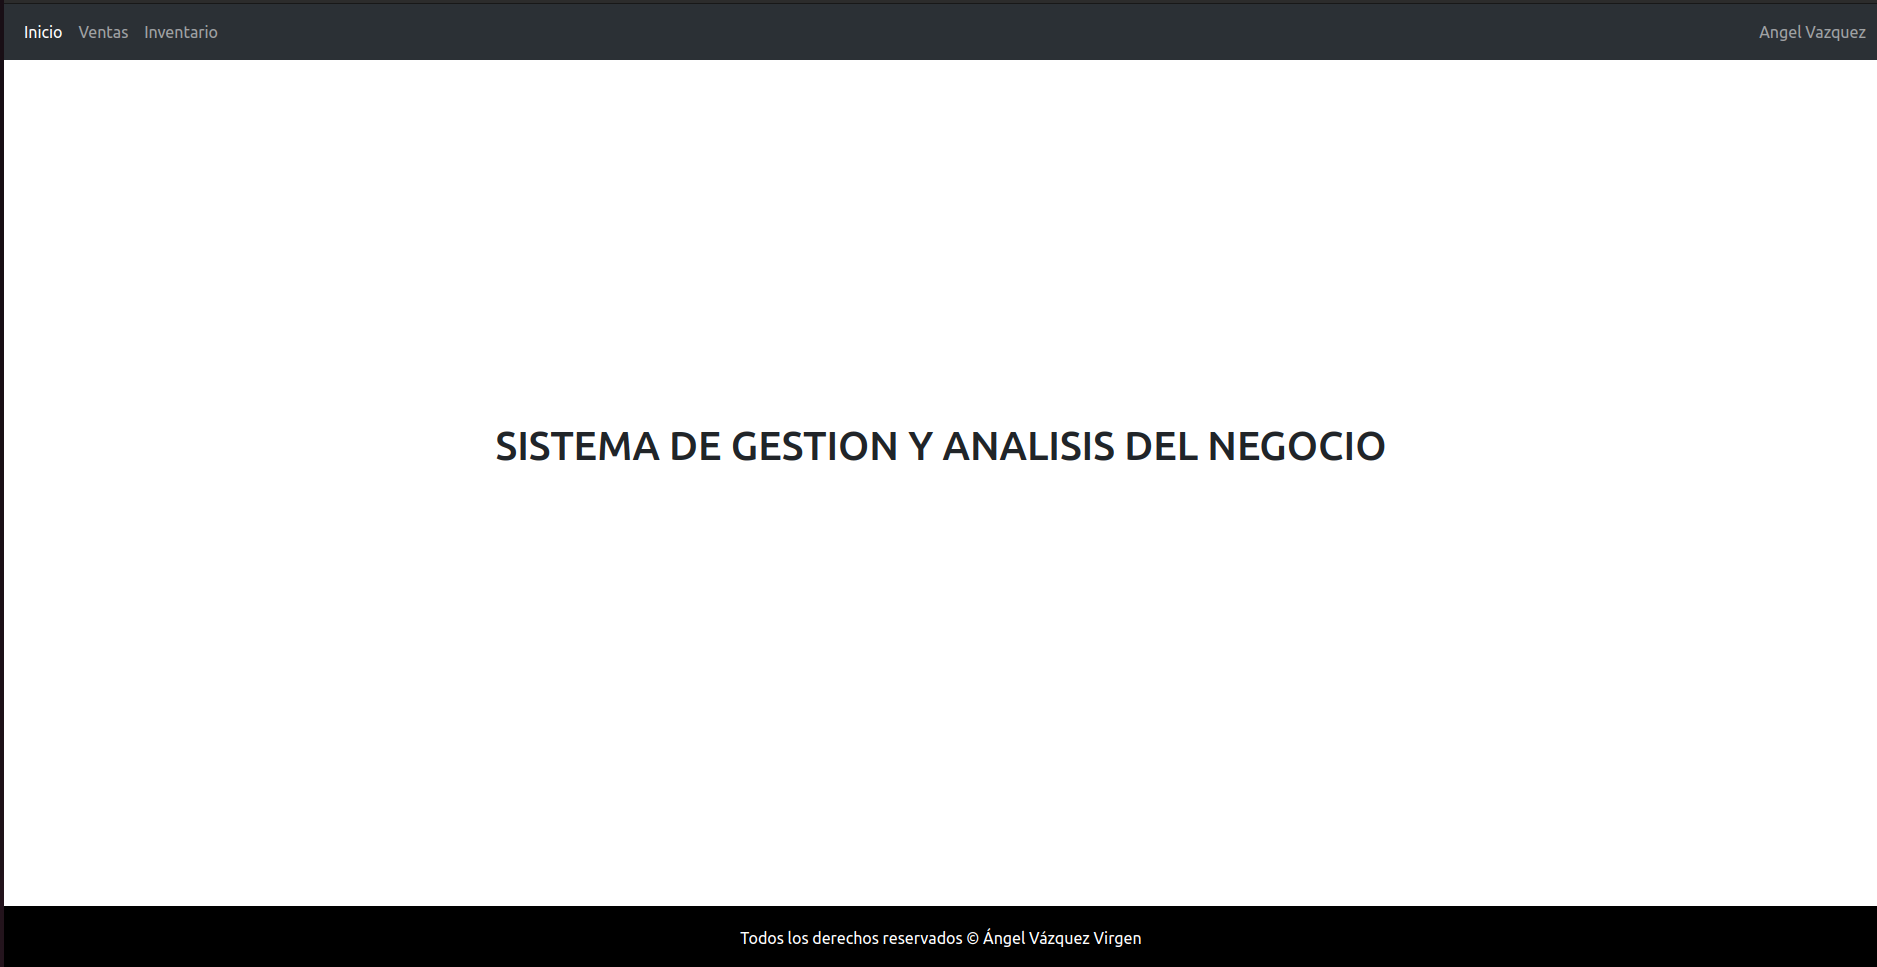 Inicio Ventas Inventario Angel Vazquez
SISTEMA DE GESTION Y ANALISIS DEL NEGOCIO
Todos los derechos reservados © Ángel Vázquez Virgen